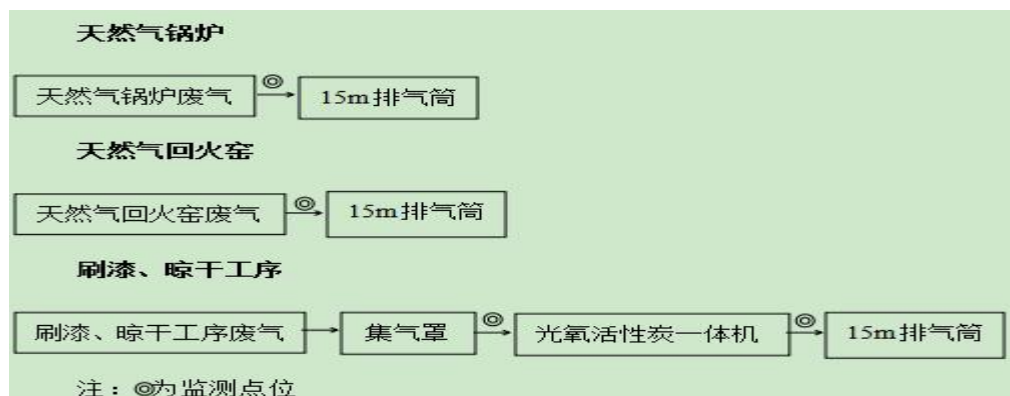 天然气锅炉
天然气锅炉废气 ◎ 15m排气筒
天然气回火窑
天然气回火窑废气 ◎ 15m排气筒
刷漆、晾干工序
刷漆、晾干工序废气 集气罩 ◎ 光氧活性炭一体机 ◎ 15m排气筒
注：◎为监测点位